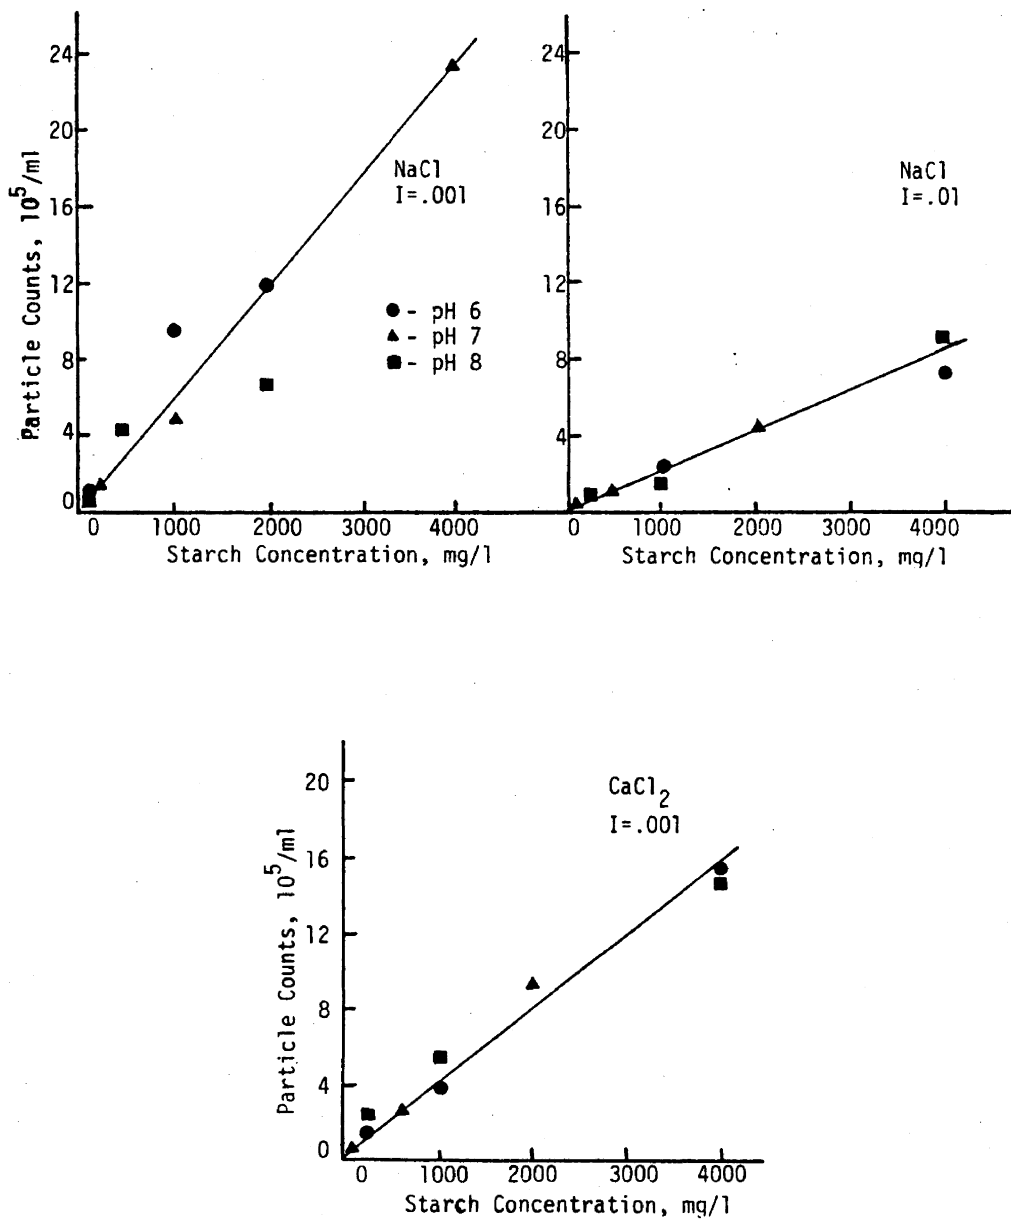 24
20
16
12
8
4
0
Particle Counts, 10^5/ml
NaCl
I=.001
● - pH 6
▲ - pH 7
■ - pH 8
0 1000 2000 3000 4000
Starch Concentration, mg/l
24
20
16
12
8
4
NaCl
I=.01
0 1000 2000 3000 4000
Starch Concentration, mg/l
20
16
12
8
4
0
Particle Counts, 10^5/ml
CaCl2
I=.001
0 1000 2000 3000 4000
Starch Concentration, mg/l